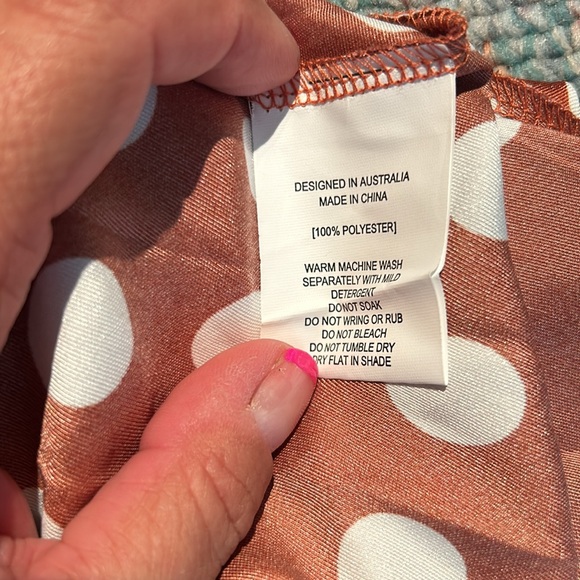 DESIGNED IN AUSTRALIA
MADE IN CHINA
[100% POLYESTER]
WARM MACHINE WASH
SEPARATELY WITH MILD
DETERGENT
DO NOT SOAK
DO NOT WRING OR RUB
DO NOT BLEACH
DO NOT TUMBLE DRY
DRY FLAT IN SHADE